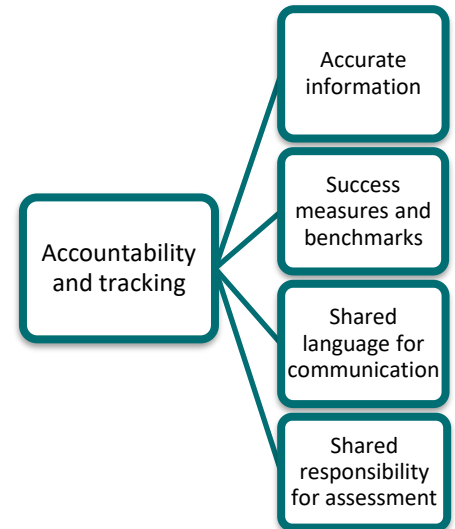 Accountability
and tracking
Accurate
information
Success
measures and
benchmarks
Shared
language for
communication
Shared
responsibility
for assessment